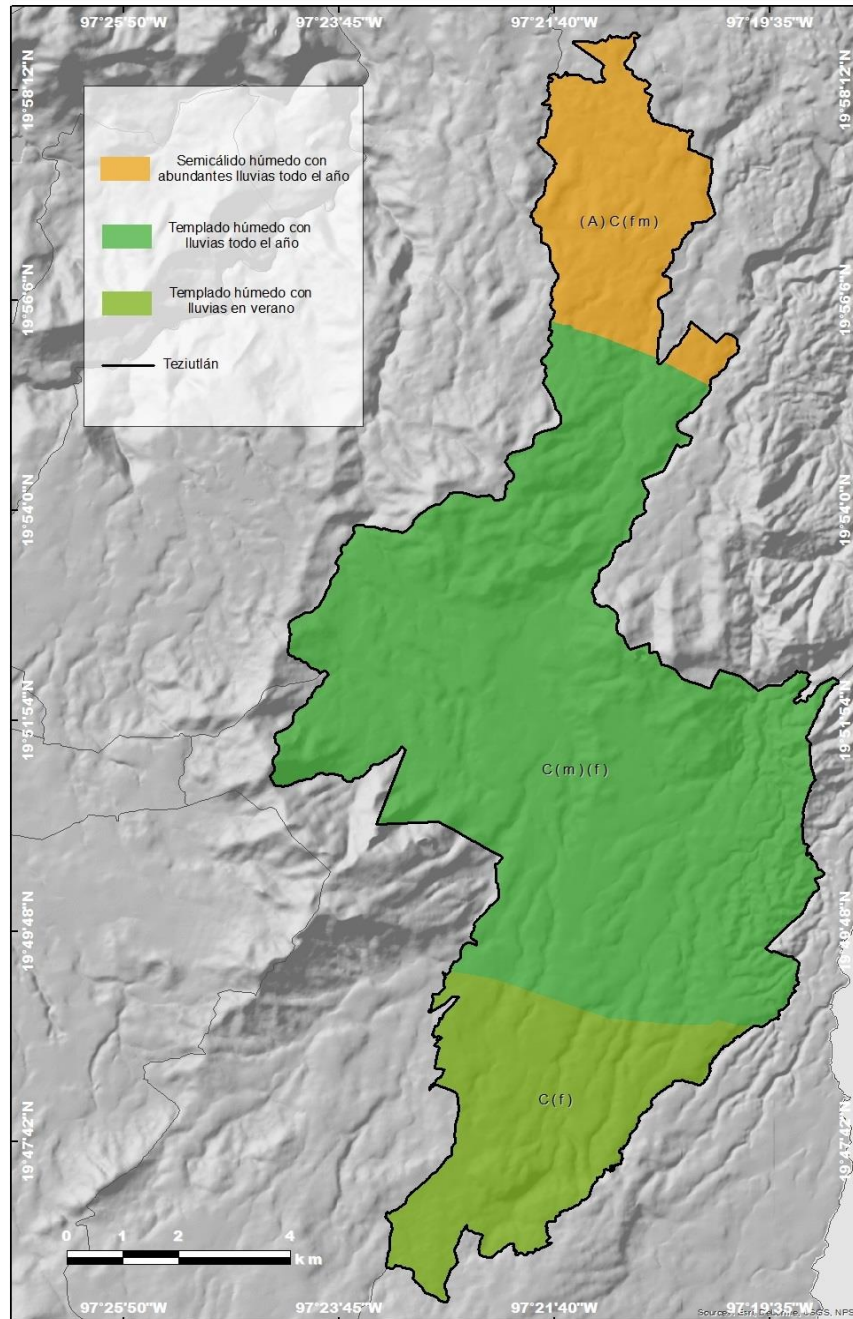 97°25'50"W 97°23'45"W 97°21'40"W 97°19'35"W
19°58'12"N
19°58'12"N
Semicálido húmedo con
abundantes lluvias todo el año
Templado húmedo con
lluvias todo el año
Templado húmedo con
lluvias en verano
Teziutlán
(A)C(fm)
19°56'6"N
19°56'6"N
19°54'0"N
19°54'0"N
19°51'54"N
19°51'54"N
C(m)(f)
19°49'48"N
19°49'48"N
C(f)
19°47'42"N
19°47'42"N
0 1 2 4
km
97°25'50"W 97°23'45"W 97°21'40"W 97°19'35"W
USGS, NPS